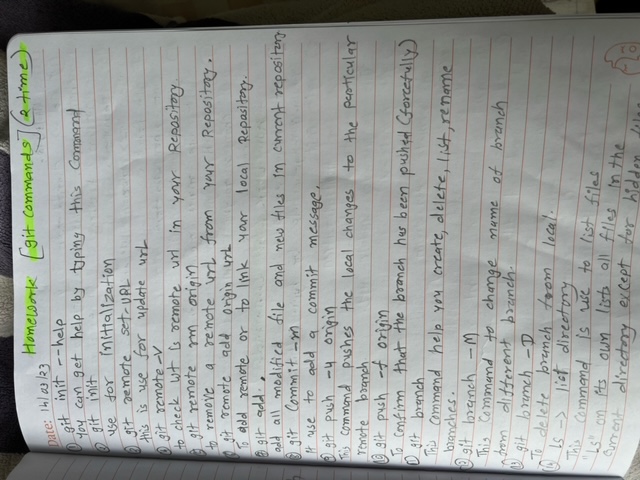 Homework [git commands] (2 time)
Date: 14/03/23
① git init --help
You can get help by typing this Command
② git init
use for initialization
③ git remote set-URL
this is use for update url
④ git remote -v
to check wt is remote url in your Repository
⑤ git remote rm origin
to remove a remote url from your Repository.
⑥ git remote add origin url
To add remote or to link your local Repository.
⑦ git add .
add all modified file and new files in current repository
⑧ git Commit -m
It use to add a commit message.
⑨ git push -u origin
This command pushes the local changes to the particular
remote branch
⑩ git push -f origin
To confirm that the branch has been pushed (forcefully)
⑪ git branch
This command help you create, delete, list, rename
branches.
⑫ git branch -M
This Command to change name of branch
from different branch.
⑬ git branch -D
To delete branch from local.
⑭ Ls -> list directory
This command is use to list files
"Ls" on its own lists all files in the
current directory except for hidden